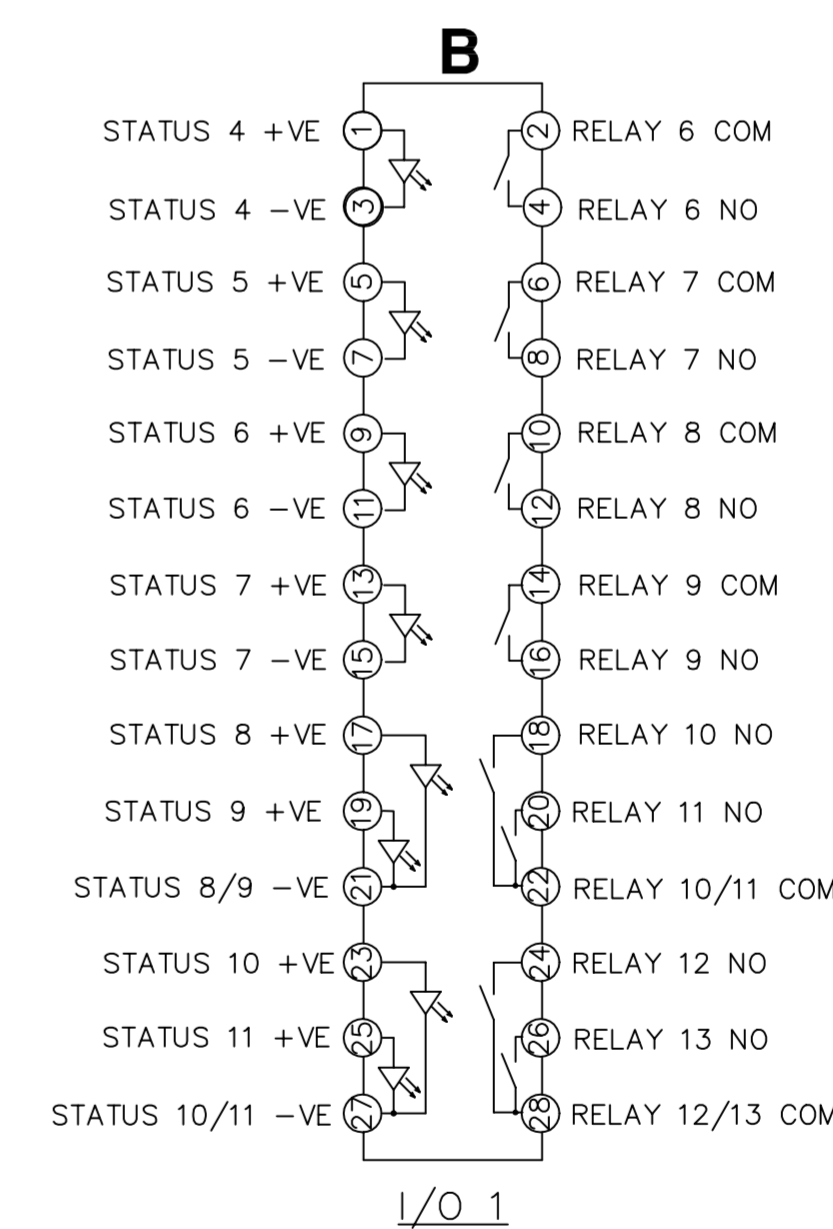 B
STATUS 4 +VE 1 2 RELAY 6 COM
STATUS 4 −VE 3 4 RELAY 6 NO
STATUS 5 +VE 5 6 RELAY 7 COM
STATUS 5 −VE 7 8 RELAY 7 NO
STATUS 6 +VE 9 10 RELAY 8 COM
STATUS 6 −VE 11 12 RELAY 8 NO
STATUS 7 +VE 13 14 RELAY 9 COM
STATUS 7 −VE 15 16 RELAY 9 NO
STATUS 8 +VE 17 18 RELAY 10 NO
STATUS 9 +VE 19 20 RELAY 11 NO
STATUS 8/9 −VE 21 22 RELAY 10/11 COM
STATUS 10 +VE 23 24 RELAY 12 NO
STATUS 11 +VE 25 26 RELAY 13 NO
STATUS 10/11 −VE 27 28 RELAY 12/13 COM
I/O 1